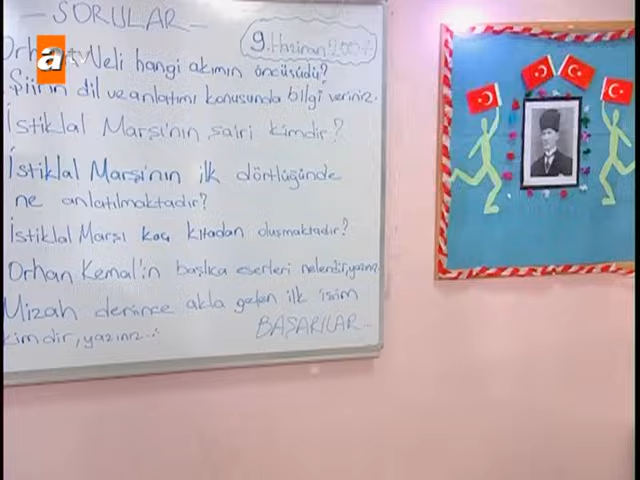 — SORULAR —
9. Haziran 2007
atv
Orhan Veli hangi akımın öncüsüdü?
Şiirin dil ve anlatımı konusunda bilgi veriniz.
İstiklal Marşı'nın şairi kimdir?
İstiklal Marşı'nın ilk dörtlüğünde
ne anlatılmaktadır?
İstiklal Marşı kaç kıtadan oluşmaktadır?
Orhan Kemal'in başlıca eserleri nelerdir, yazınız.
Mizah denince akla gelen ilk isim
kimdir, yazınız..
BAŞARILAR